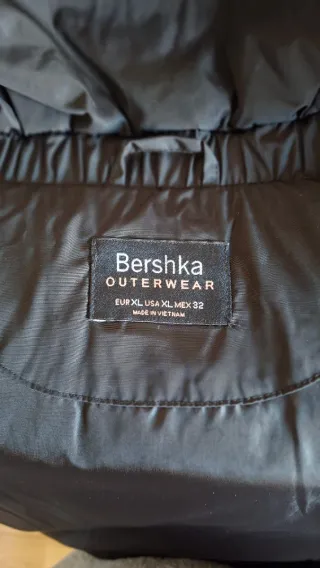 Bershka
OUTERWEAR
EUR XL USA XL MEX 32
MADE IN VIETNAM